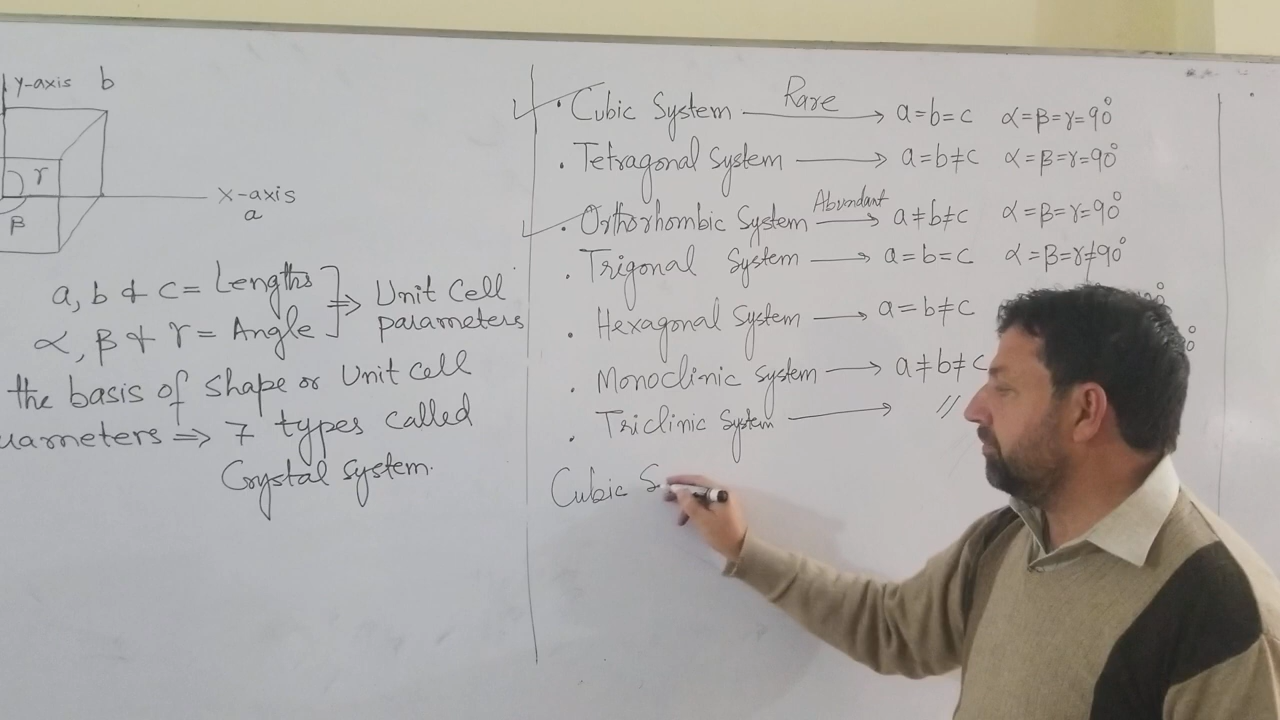 y-axis b
γ
x-axis
a
β
a, b & c = Lengths
α, β & γ = Angle
⇒ Unit Cell
parameters
the basis of shape or Unit cell
⇒ 7 types called
Crystal system.
• Cubic System Rare → a=b=c α=β=γ=90°
• Tetragonal System → a=b≠c α=β=γ=90°
• Orthorhombic System Abundant → a≠b≠c α=β=γ=90°
• Trigonal System → a=b=c α=β=γ≠90°
• Hexagonal System → a=b≠c
• Monoclinic System → a≠b≠c
• Triclinic System → //
Cubic S